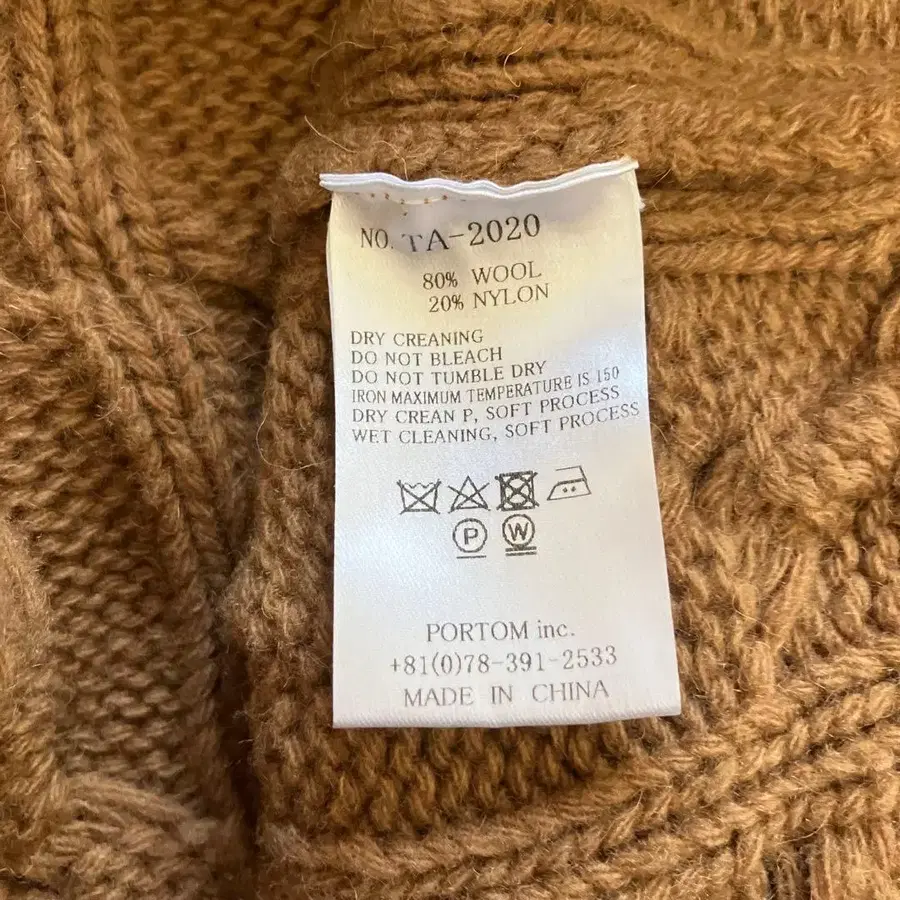 NO. TA-2020
80% WOOL
20% NYLON
DRY CREANING
DO NOT BLEACH
DO NOT TUMBLE DRY
IRON MAXIMUM TEMPERATURE IS 150
DRY CREAN P, SOFT PROCESS
WET CLEANING, SOFT PROCESS
P W
PORTOM inc.
+81(0)78-391-2533
MADE IN CHINA